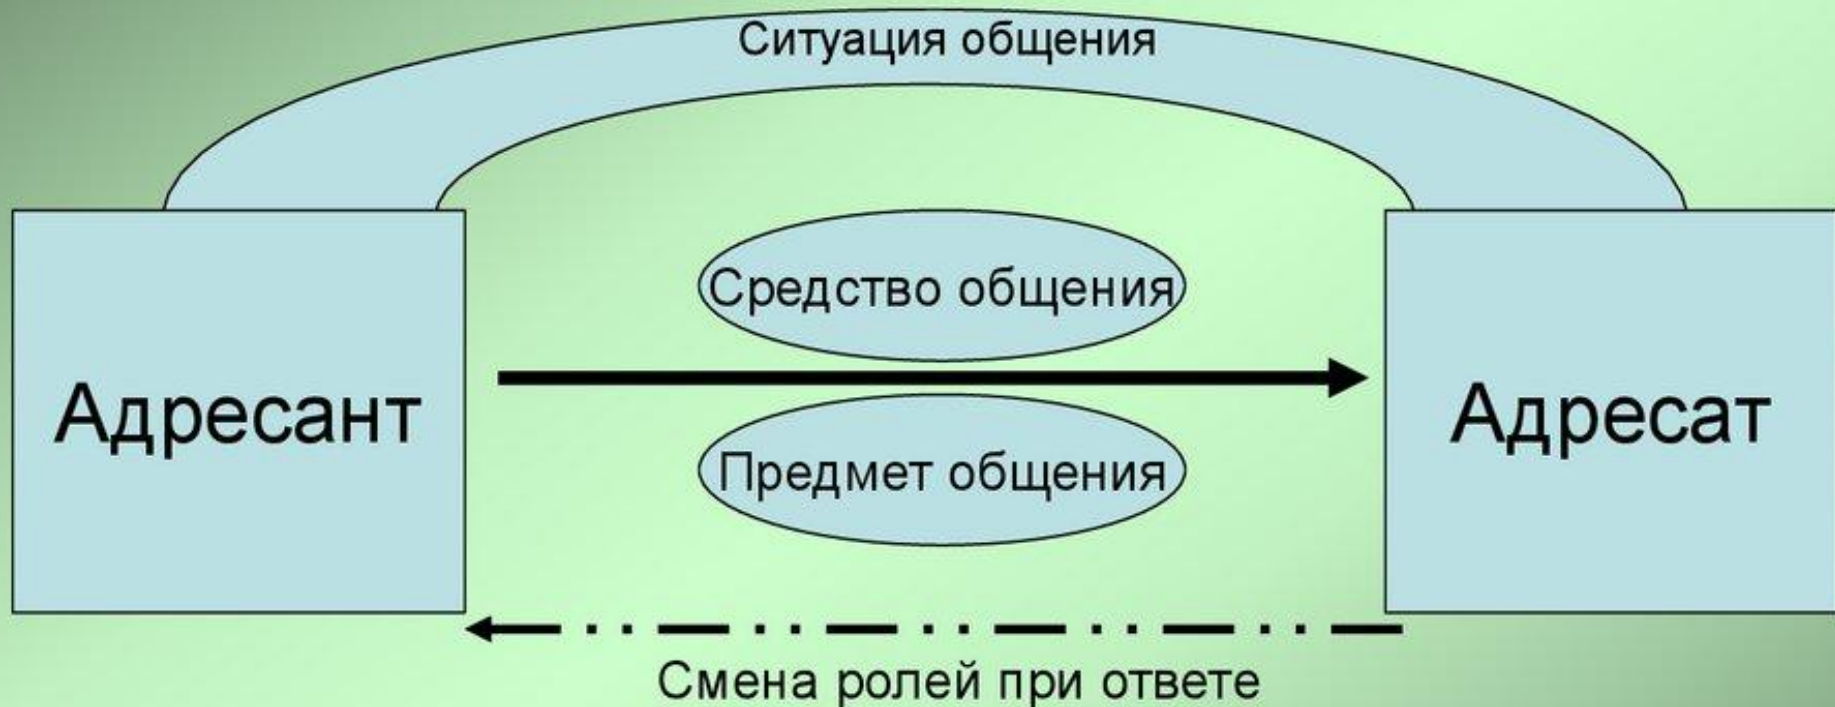 Ситуация общения
Средство общения
Адресант
Адресат
Предмет общения
Смена ролей при ответе